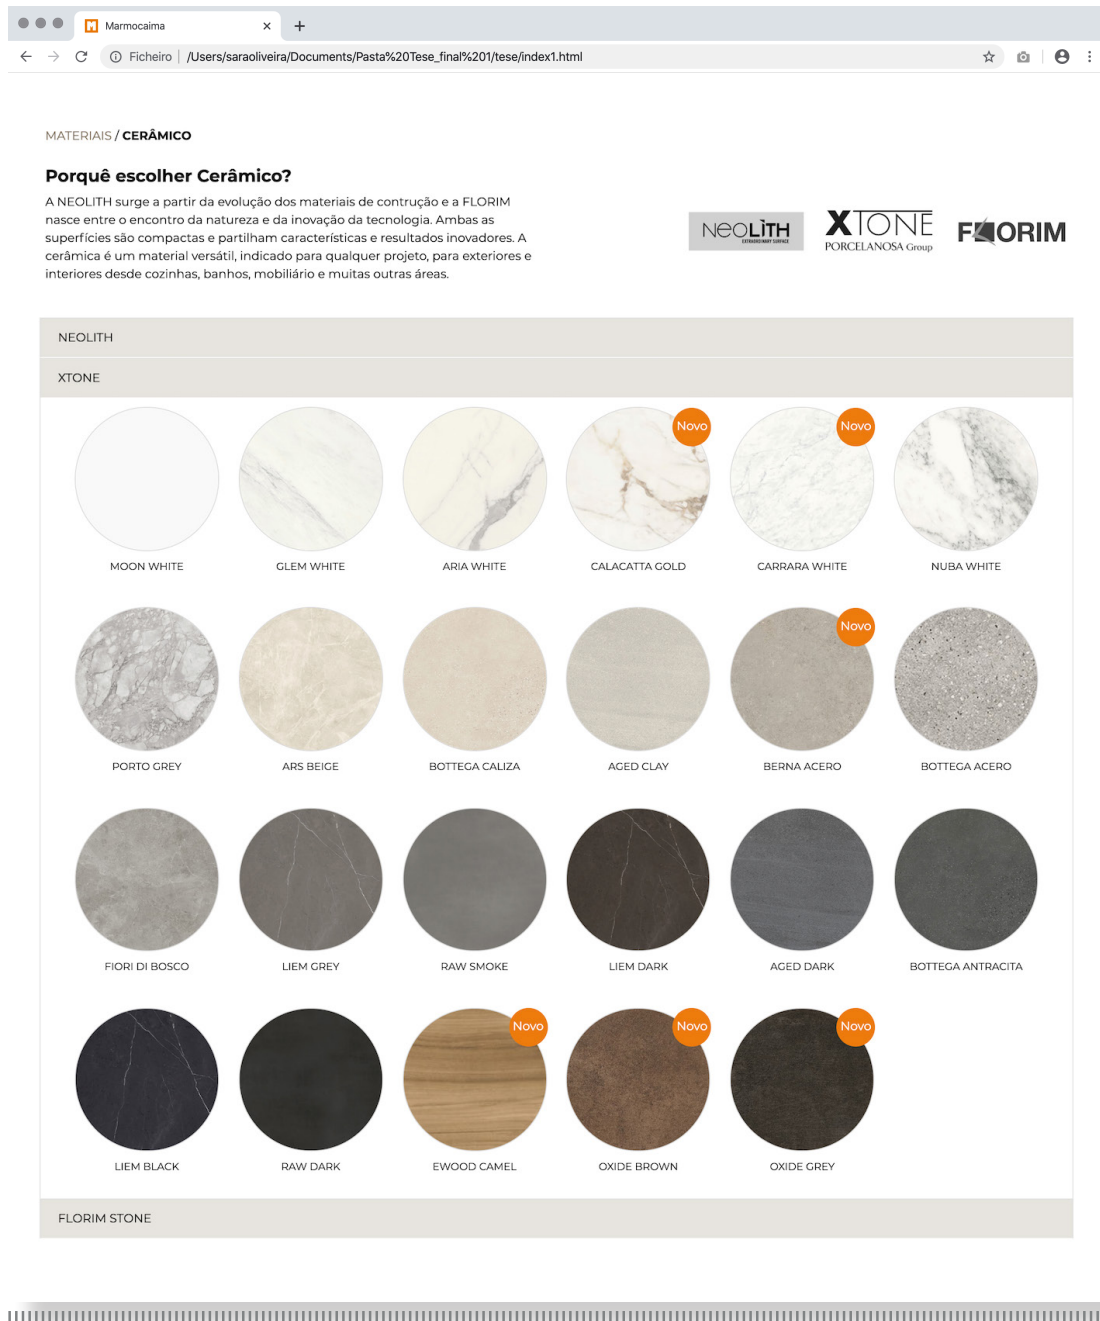 Marmocaima
Ficheiro | /Users/saraoliveira/Documents/Pasta%20Tese_final%201/tese/index1.html
MATERIAIS / CERÂMICO
Porquê escolher Cerâmico?
A NEOLITH surge a partir da evolução dos materiais de contrução e a FLORIM
nasce entre o encontro da natureza e da inovação da tecnologia. Ambas as
superfícies são compactas e partilham características e resultados inovadores. A
cerâmica é um material versátil, indicado para qualquer projeto, para exteriores e
interiores desde cozinhas, banhos, mobiliário e muitas outras áreas.
NEOLITH
EXTRAORDINARY SURFACE
XTONE
PORCELANOSA Group
FLORIM
NEOLITH
XTONE
Novo
Novo
MOON WHITE
GLEM WHITE
ARIA WHITE
CALACATTA GOLD
CARRARA WHITE
NUBA WHITE
Novo
PORTO GREY
ARS BEIGE
BOTTEGA CALIZA
AGED CLAY
BERNA ACERO
BOTTEGA ACERO
FIORI DI BOSCO
LIEM GREY
RAW SMOKE
LIEM DARK
AGED DARK
BOTTEGA ANTRACITA
Novo
Novo
Novo
LIEM BLACK
RAW DARK
EWOOD CAMEL
OXIDE BROWN
OXIDE GREY
FLORIM STONE